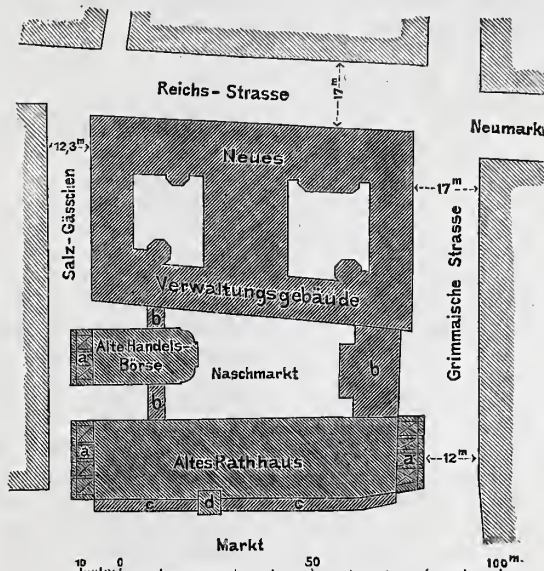 17m
Reichs-Strasse
Neumarkt
12,3m
Neues
17m
Salz-Gässchen
Grimmaische Strasse
Verwaltungsgebäude
b
a
Alte Handels-
Börse
Naschmarkt
b
b
a
Altes Rathhaus
a
12m
c
d
c
Markt
10 0 50 100m.